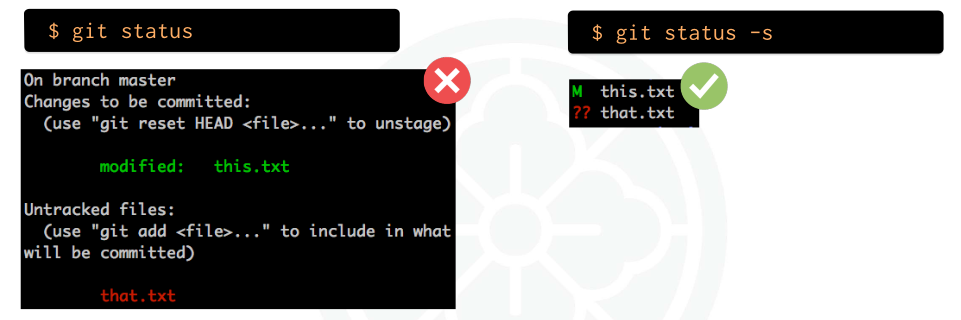 $ git status
On branch master
Changes to be committed:
(use "git reset HEAD <file>..." to unstage)
modified: this.txt
Untracked files:
(use "git add <file>..." to include in what
will be committed)
that.txt
$ git status -s
M this.txt
?? that.txt